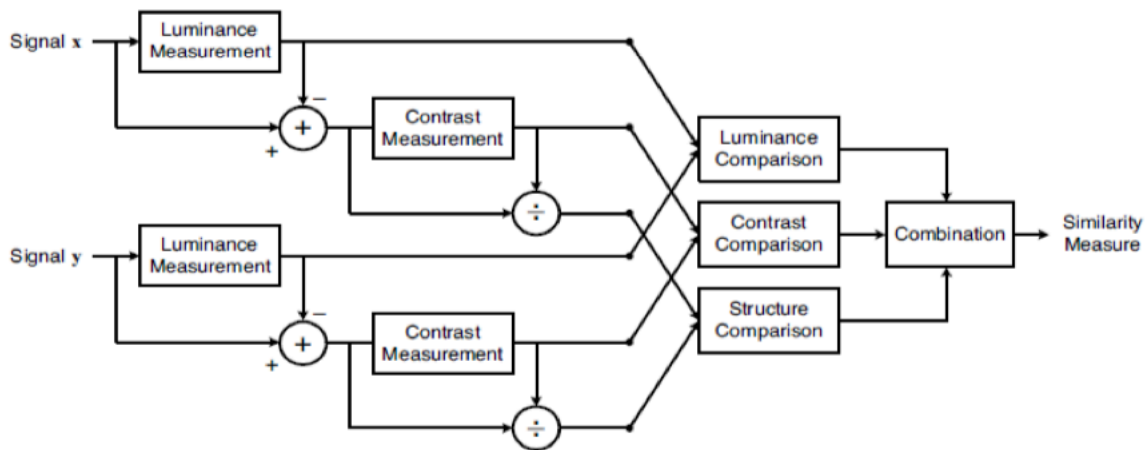 Signal x
Luminance
Measurement
−
+
+
Contrast
Measurement
÷
Signal y
Luminance
Measurement
−
+
+
Contrast
Measurement
÷
Luminance
Comparison
Contrast
Comparison
Structure
Comparison
Combination
Similarity
Measure